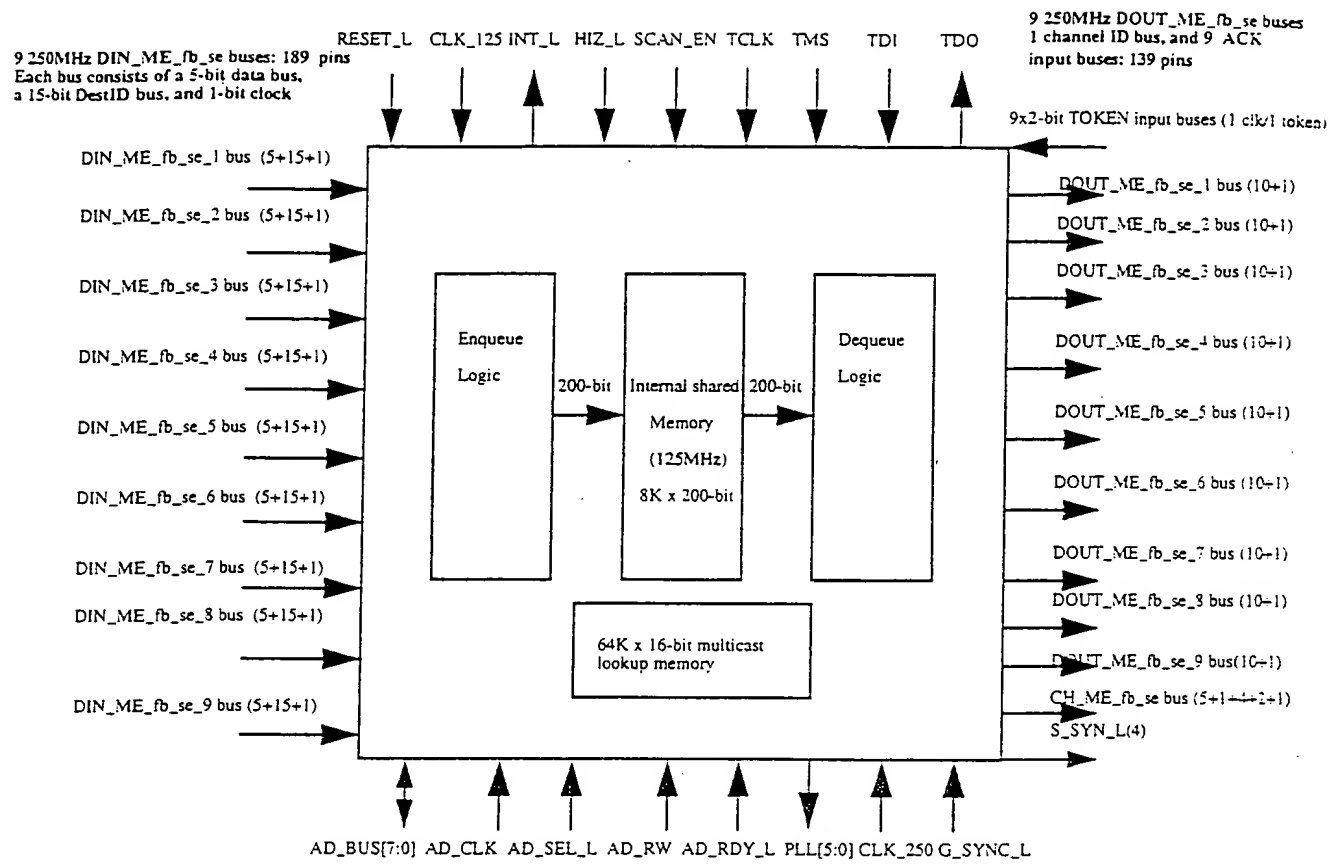 9 250MHz DIN_ME_fb_se buses: 189 pins
Each bus consists of a 5-bit data bus,
a 15-bit DestID bus, and 1-bit clock
RESET_L CLK_125 INT_L HIZ_L SCAN_EN TCLK TMS TDI TDO
9 250MHz DOUT_ME_fb_se buses
1 channel ID bus, and 9 ACK
input buses: 139 pins
9x2-bit TOKEN input buses (1 clk/1 token)
DIN_ME_fb_se_1 bus (5+15+1)
DIN_ME_fb_se_2 bus (5+15+1)
DIN_ME_fb_se_3 bus (5+15+1)
DIN_ME_fb_se_4 bus (5+15+1)
DIN_ME_fb_se_5 bus (5+15+1)
DIN_ME_fb_se_6 bus (5+15+1)
DIN_ME_fb_se_7 bus (5+15+1)
DIN_ME_fb_se_8 bus (5+15+1)
DIN_ME_fb_se_9 bus (5+15+1)
Enqueue
Logic
200-bit
Internal shared
Memory
(125MHz)
8K x 200-bit
200-bit
Dequeue
Logic
64K x 16-bit multicast
lookup memory
DOUT_ME_fb_se_1 bus (10+1)
DOUT_ME_fb_se_2 bus (10+1)
DOUT_ME_fb_se_3 bus (10+1)
DOUT_ME_fb_se_4 bus (10+1)
DOUT_ME_fb_se_5 bus (10+1)
DOUT_ME_fb_se_6 bus (10+1)
DOUT_ME_fb_se_7 bus (10+1)
DOUT_ME_fb_se_8 bus (10+1)
DOUT_ME_fb_se_9 bus(10+1)
CH_ME_fb_se bus (5+1+4+2+1)
S_SYN_L(4)
AD_BUS[7:0] AD_CLK AD_SEL_L AD_RW AD_RDY_L PLL[5:0] CLK_250 G_SYNC_L